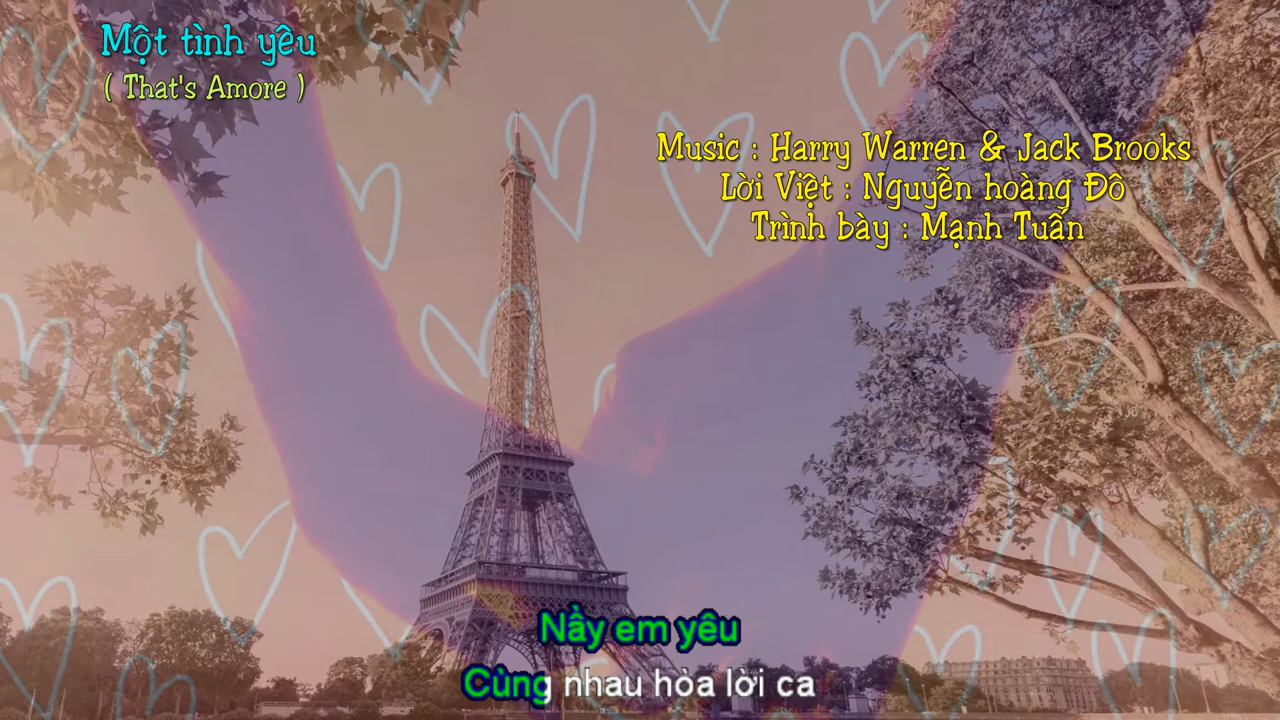 Một tình yêu
( That's Amore )
Music : Harry Warren & Jack Brooks
Lời Việt : Nguyễn hoàng Đô
Trình bày : Mạnh Tuấn
Nầy em yêu
Cùng nhau hòa lời ca